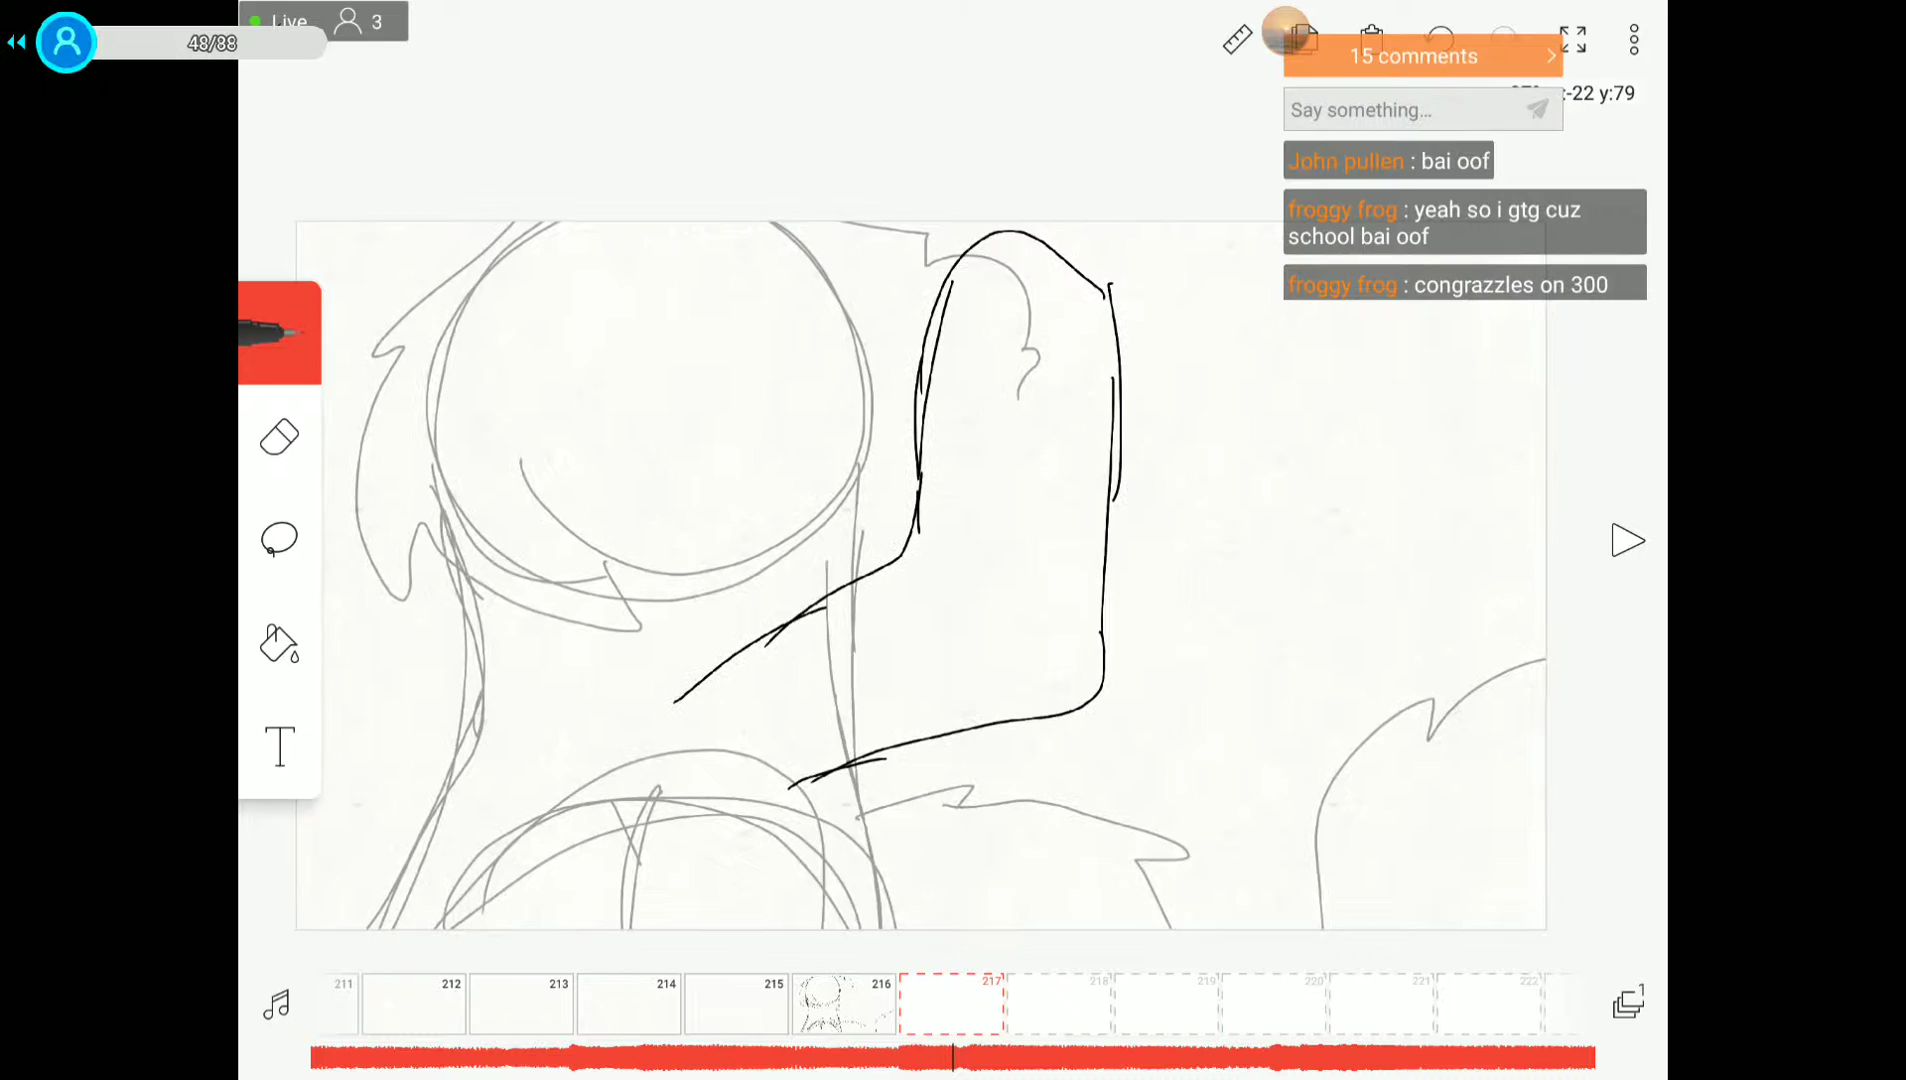 Live 3
48/88
15 comments
:-22 y:79
Say something...
John pullen : bai oof
froggy frog : yeah so i gtg cuz
school bai oof
froggy frog : congrazzles on 300
T
211 212 213 214 215 216 217 218 219 220 221 222
1